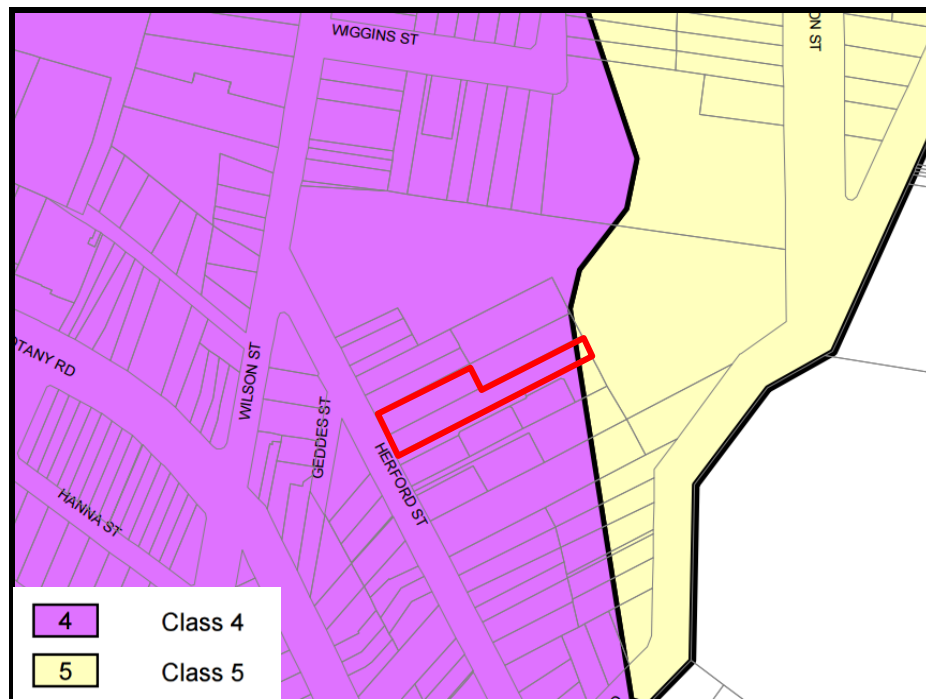 WIGGINS ST
ON ST
OTANY RD
WILSON ST
GEDDES ST
HERFORD ST
HANNA ST
4 Class 4
5 Class 5